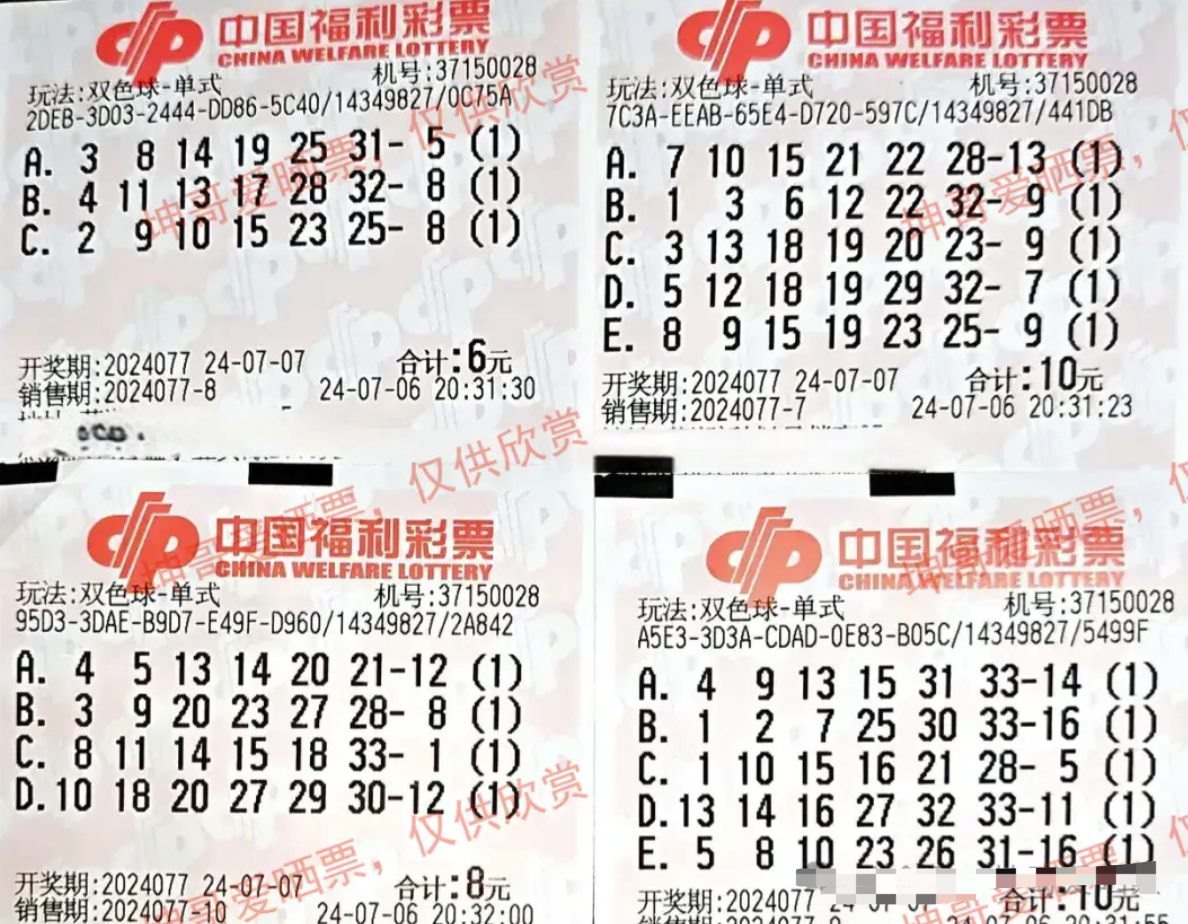 中国福利彩票
CHINA WELFARE LOTTERY
玩法:双色球-单式 机号:37150028
2DEB-3D03-2444-DD86-5C40/14349827/0C75A
A. 3 8 14 19 25 31- 5 (1)
B. 4 11 13 17 28 32- 8 (1)
C. 2 9 10 15 23 25- 8 (1)
开奖期:2024077 24-07-07 合计:6元
销售期:2024077-8 24-07-06 20:31:30
中国福利彩票
CHINA WELFARE LOTTERY
玩法:双色球-单式 机号:37150028
7C3A-EEAB-65E4-D720-597C/14349827/441DB
A. 7 10 15 21 22 28-13 (1)
B. 1 3 6 12 22 32- 9 (1)
C. 3 13 18 19 20 23- 9 (1)
D. 5 12 18 19 29 32- 7 (1)
E. 8 9 15 19 23 25- 9 (1)
开奖期:2024077 24-07-07 合计:10元
销售期:2024077-7 24-07-06 20:31:23
中国福利彩票
CHINA WELFARE LOTTERY
玩法:双色球-单式 机号:37150028
95D3-3DAE-B9D7-E49F-D960/14349827/2A842
A. 4 5 13 14 20 21-12 (1)
B. 3 9 20 23 27 28- 8 (1)
C. 8 11 14 15 18 33- 1 (1)
D. 10 18 20 27 29 30-12 (1)
开奖期:2024077 24-07-07 合计:8元
销售期:2024077-10 24-07-06 20:32:00
中国福利彩票
CHINA WELFARE LOTTERY
玩法:双色球-单式 机号:37150028
A5E3-3D3A-CDAD-0E83-B05C/14349827/5499F
A. 4 9 13 15 31 33-14 (1)
B. 1 2 7 25 30 33-16 (1)
C. 1 10 15 16 21 28- 5 (1)
D. 13 14 16 27 32 33-11 (1)
E. 5 8 10 23 26 31-16 (1)
开奖期:2024077 合计:10元
坤哥爱晒票，仅供欣赏
坤哥爱晒票，仅供欣赏
坤哥爱晒票，
坤哥爱晒票，